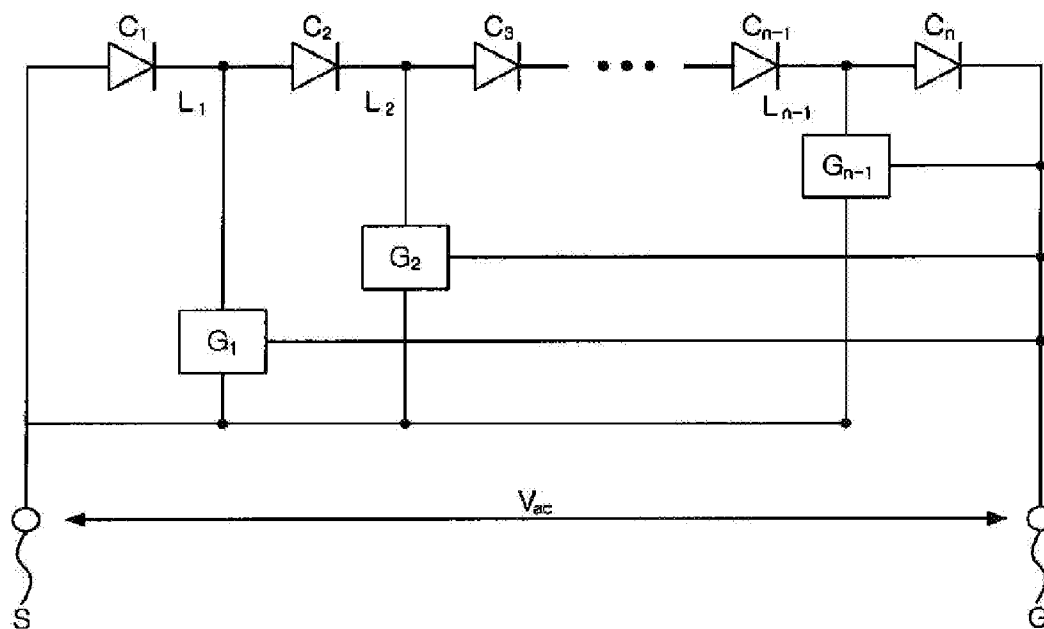 C₁ C₂ C₃ Cₙ₋₁ Cₙ
L₁ L₂ Lₙ₋₁
Gₙ₋₁
G₂
G₁
Vac
S G